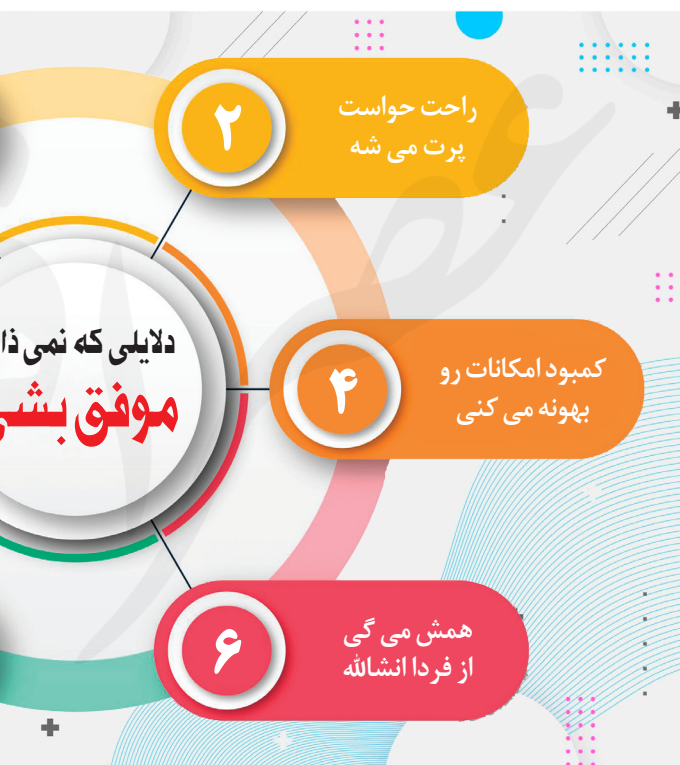 ۲
راحت حواست
پرت می شه
دلایلی که نمی ذا
موفق بشی
۴
کمبود امکانات رو
بهونه می کنی
۶
همش می گی
از فردا انشالله